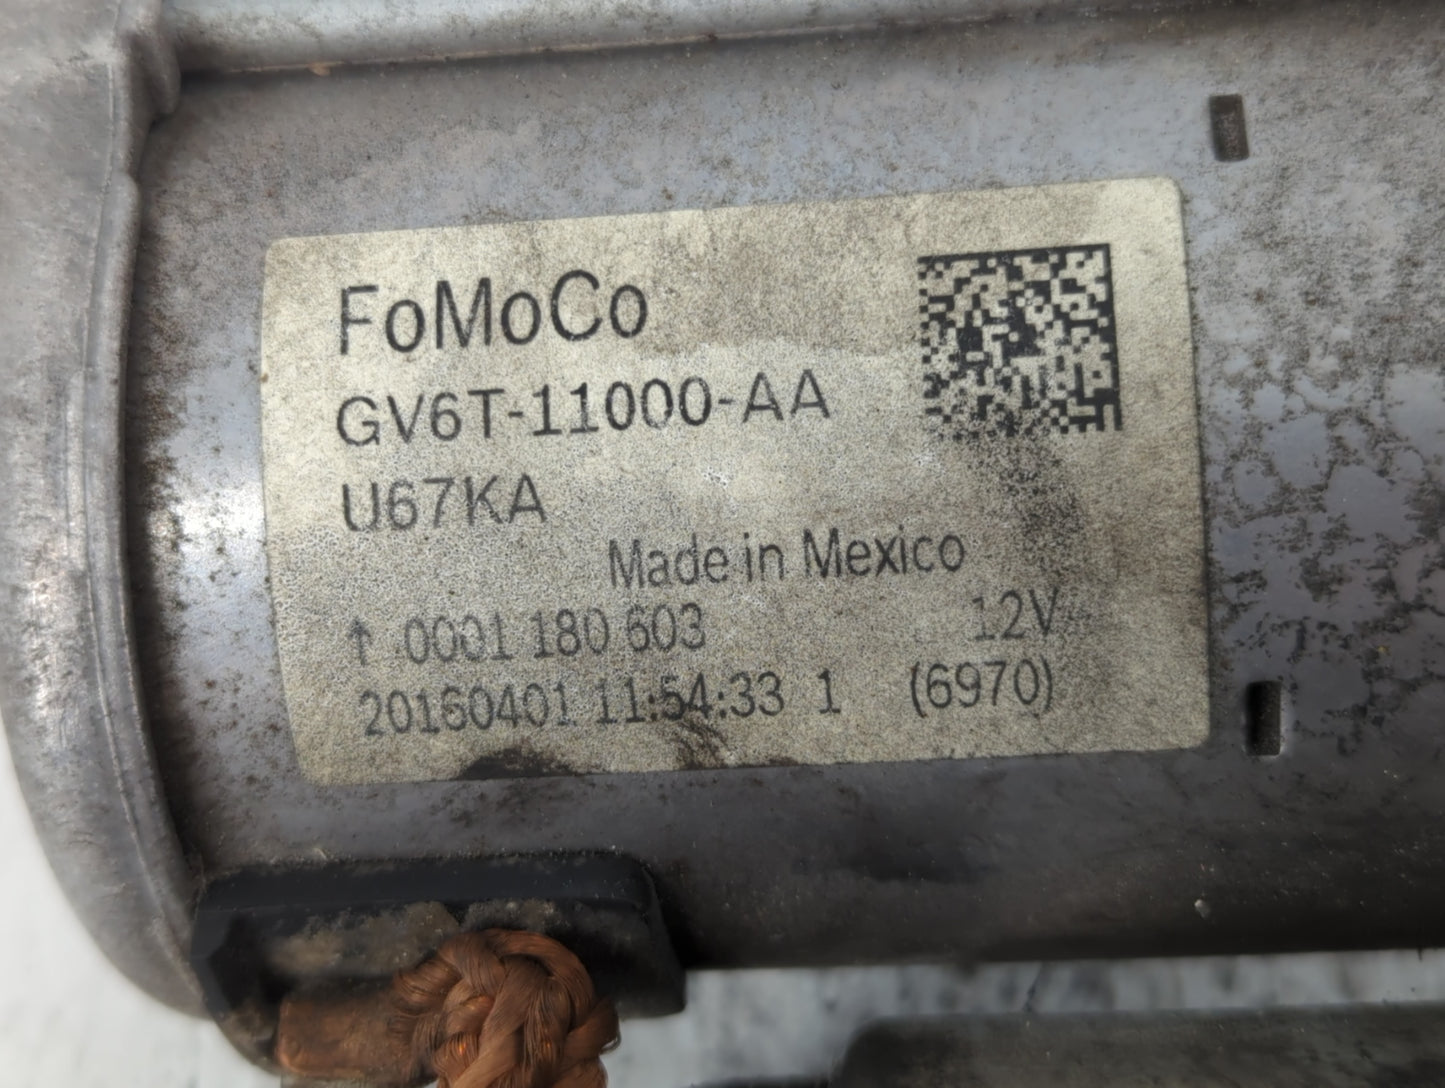 FoMoCo
GV6T-11000-AA
U67KA
Made in Mexico
↑ 0001 180 603 12V
20160401 11:54:33 1 (6970)